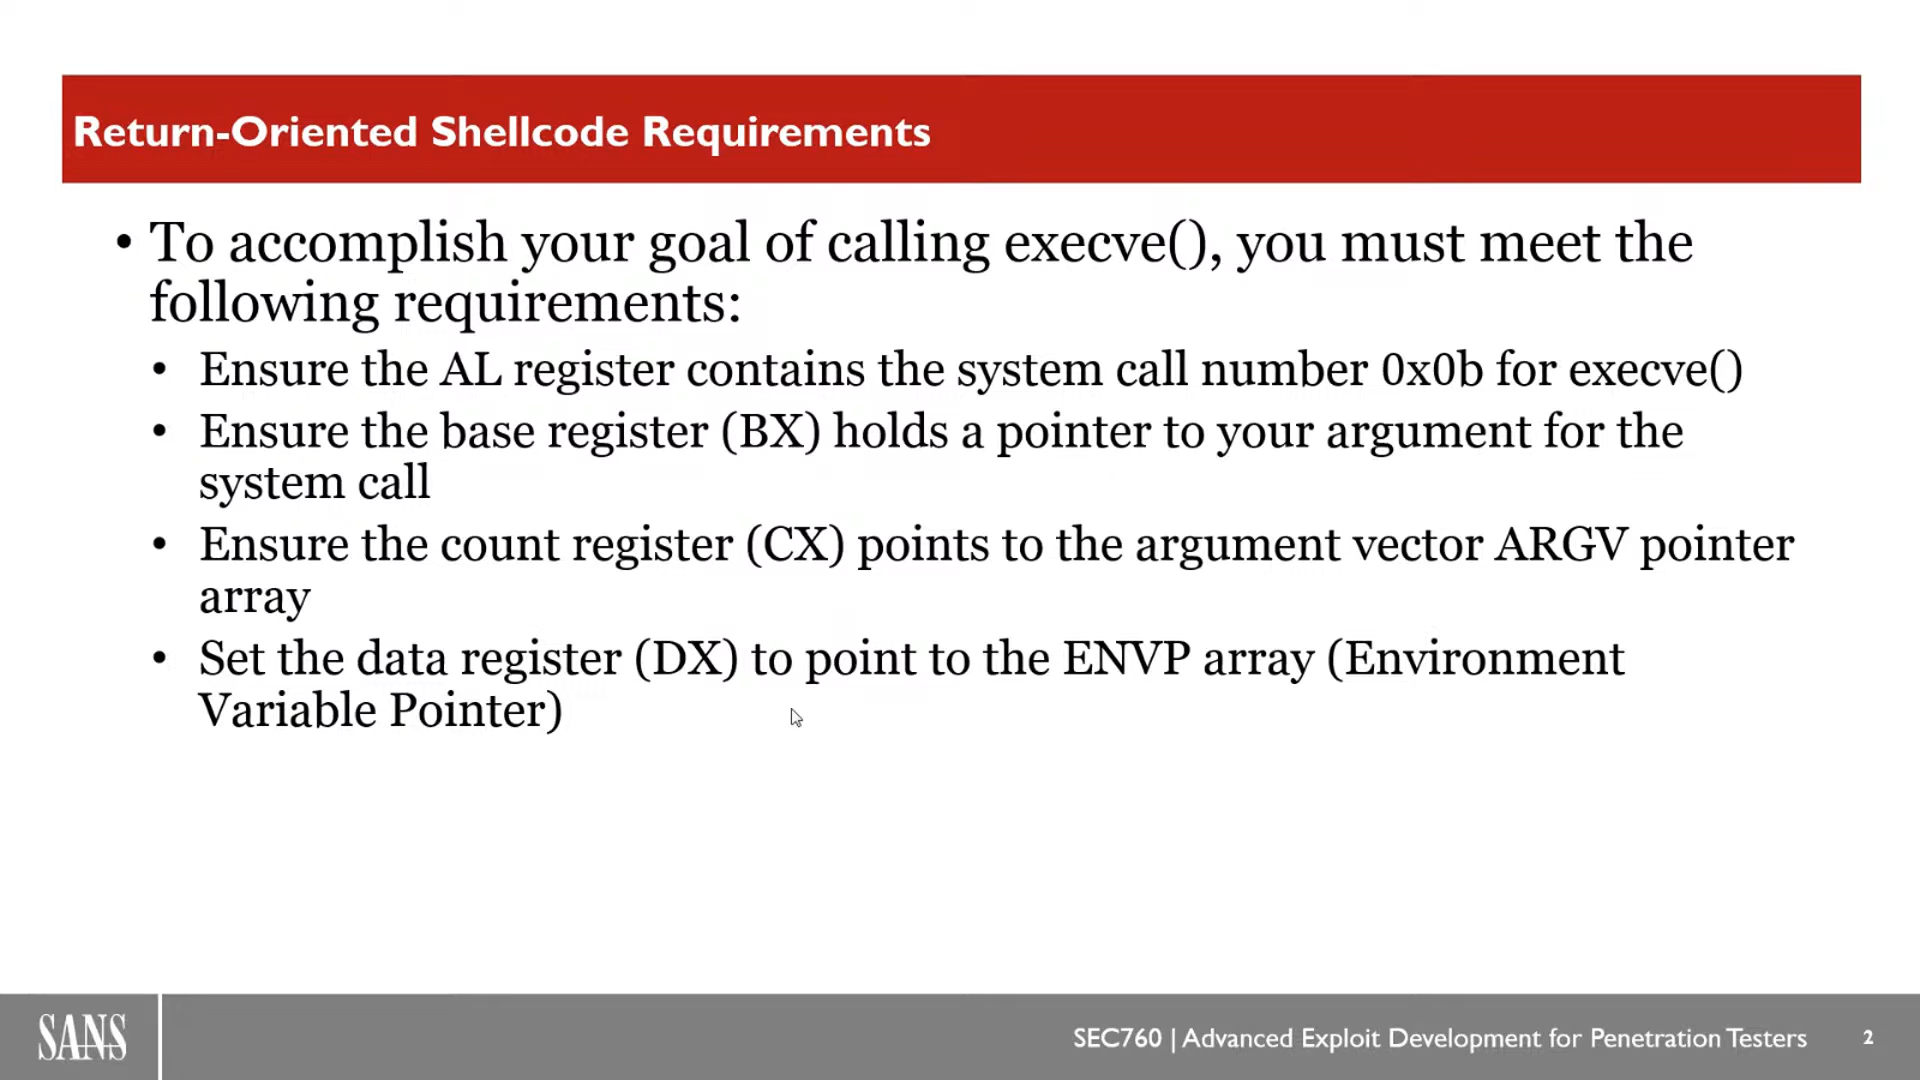 Return-Oriented Shellcode Requirements
• To accomplish your goal of calling execve(), you must meet the
following requirements:
• Ensure the AL register contains the system call number 0x0b for execve()
• Ensure the base register (BX) holds a pointer to your argument for the
system call
• Ensure the count register (CX) points to the argument vector ARGV pointer
array
• Set the data register (DX) to point to the ENVP array (Environment
Variable Pointer)
SANS
SEC760 | Advanced Exploit Development for Penetration Testers
2